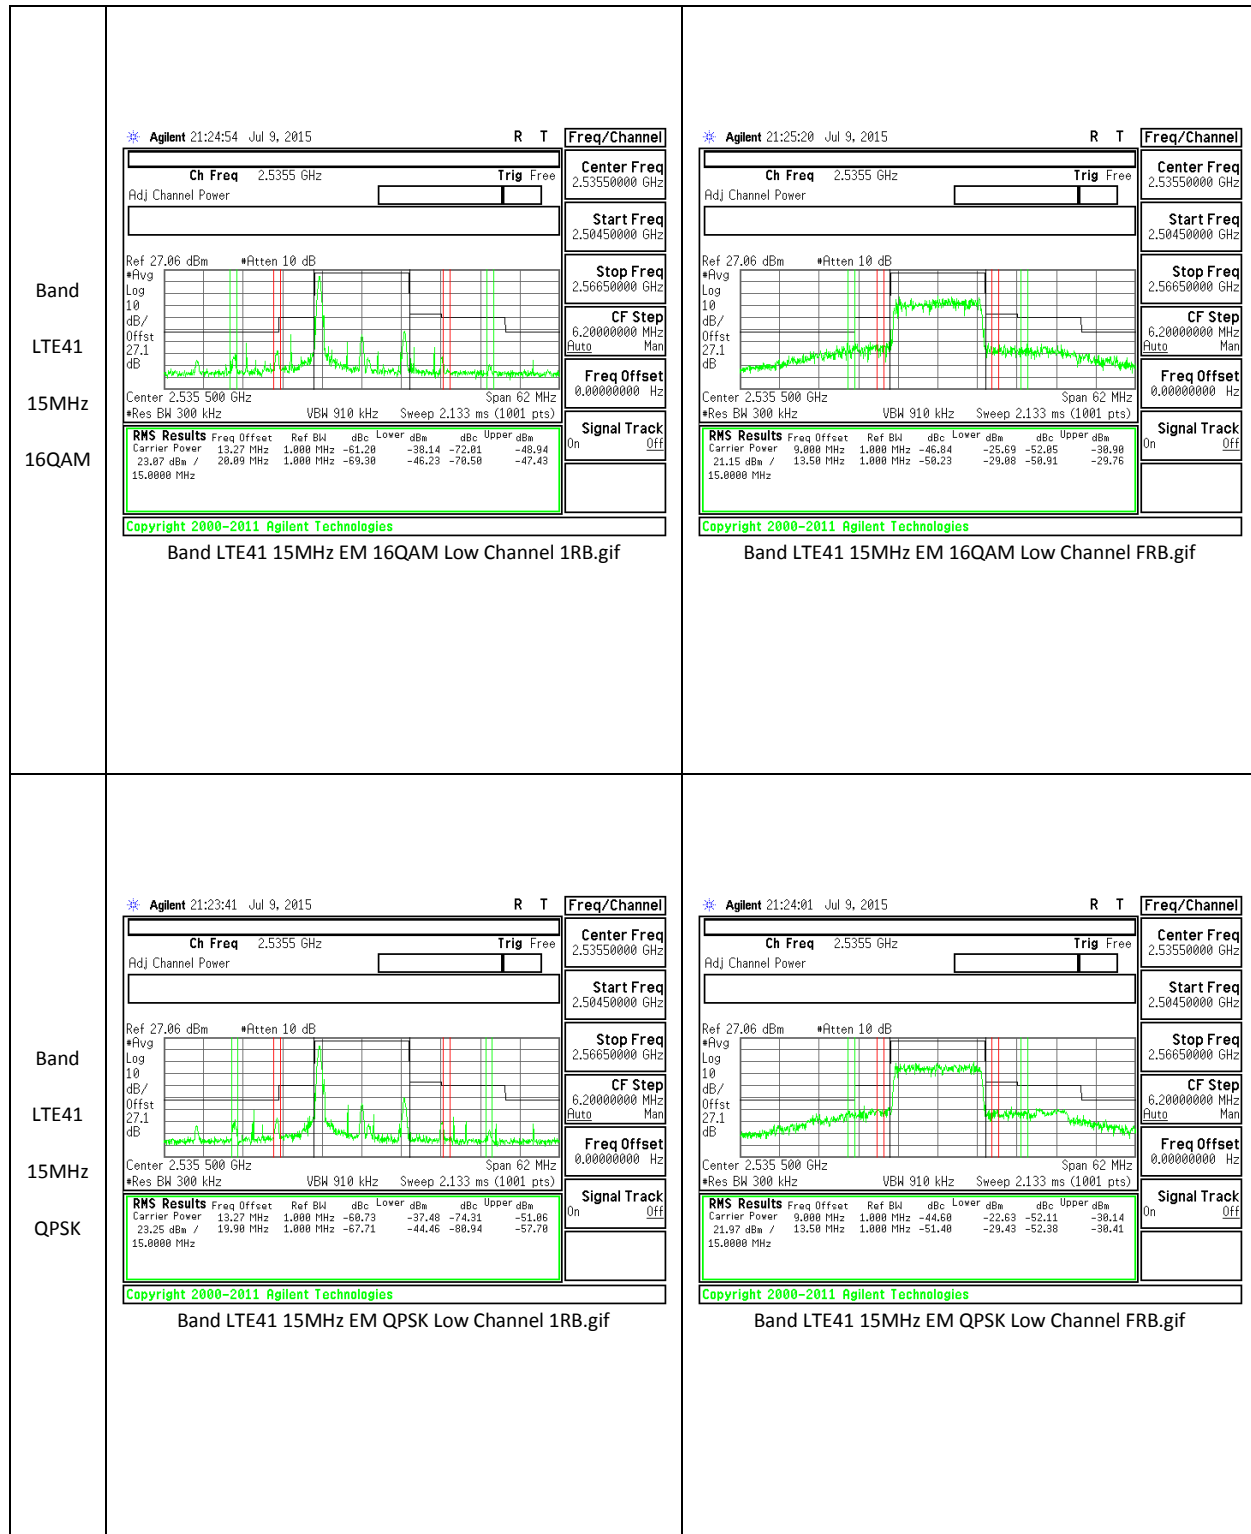 Band
LTE41
15MHz
16QAM
Agilent 21:24:54 Jul 9, 2015 R T
Freq/Channel
Ch Freq 2.5355 GHz Trig Free
Adj Channel Power
Center Freq
2.53550000 GHz
Start Freq
2.50450000 GHz
Ref 27.06 dBm #Atten 10 dB
#Avg
Log
10
dB/
Offst
27.1
dB
Stop Freq
2.56650000 GHz
CF Step
6.20000000 MHz
Auto Man
Freq Offset
0.00000000 Hz
Center 2.535 500 GHz Span 62 MHz
#Res BW 300 kHz VBW 910 kHz Sweep 2.133 ms (1001 pts)
Signal Track
On Off
RMS Results Freq Offset Ref BW dBc Lower dBm dBc Upper dBm
Carrier Power 13.27 MHz 1.000 MHz -61.20 -38.14 -72.01 -48.94
23.07 dBm / 20.09 MHz 1.000 MHz -69.30 -46.23 -70.50 -47.43
15.0000 MHz
Copyright 2000-2011 Agilent Technologies
Band LTE41 15MHz EM 16QAM Low Channel 1RB.gif
Agilent 21:25:20 Jul 9, 2015 R T
Freq/Channel
Ch Freq 2.5355 GHz Trig Free
Adj Channel Power
Center Freq
2.53550000 GHz
Start Freq
2.50450000 GHz
Ref 27.06 dBm #Atten 10 dB
#Avg
Log
10
dB/
Offst
27.1
dB
Stop Freq
2.56650000 GHz
CF Step
6.20000000 MHz
Auto Man
Freq Offset
0.00000000 Hz
Center 2.535 500 GHz Span 62 MHz
#Res BW 300 kHz VBW 910 kHz Sweep 2.133 ms (1001 pts)
Signal Track
On Off
RMS Results Freq Offset Ref BW dBc Lower dBm dBc Upper dBm
Carrier Power 9.000 MHz 1.000 MHz -46.84 -25.69 -52.05 -30.90
21.15 dBm / 13.50 MHz 1.000 MHz -50.23 -29.08 -50.91 -29.76
15.0000 MHz
Copyright 2000-2011 Agilent Technologies
Band LTE41 15MHz EM 16QAM Low Channel FRB.gif
Band
LTE41
15MHz
QPSK
Agilent 21:23:41 Jul 9, 2015 R T
Freq/Channel
Ch Freq 2.5355 GHz Trig Free
Adj Channel Power
Center Freq
2.53550000 GHz
Start Freq
2.50450000 GHz
Ref 27.06 dBm #Atten 10 dB
#Avg
Log
10
dB/
Offst
27.1
dB
Stop Freq
2.56650000 GHz
CF Step
6.20000000 MHz
Auto Man
Freq Offset
0.00000000 Hz
Center 2.535 500 GHz Span 62 MHz
#Res BW 300 kHz VBW 910 kHz Sweep 2.133 ms (1001 pts)
Signal Track
On Off
RMS Results Freq Offset Ref BW dBc Lower dBm dBc Upper dBm
Carrier Power 13.27 MHz 1.000 MHz -60.73 -37.48 -74.31 -51.06
23.25 dBm / 19.90 MHz 1.000 MHz -67.71 -44.46 -80.94 -57.70
15.0000 MHz
Copyright 2000-2011 Agilent Technologies
Band LTE41 15MHz EM QPSK Low Channel 1RB.gif
Agilent 21:24:01 Jul 9, 2015 R T
Freq/Channel
Ch Freq 2.5355 GHz Trig Free
Adj Channel Power
Center Freq
2.53550000 GHz
Start Freq
2.50450000 GHz
Ref 27.06 dBm #Atten 10 dB
#Avg
Log
10
dB/
Offst
27.1
dB
Stop Freq
2.56650000 GHz
CF Step
6.20000000 MHz
Auto Man
Freq Offset
0.00000000 Hz
Center 2.535 500 GHz Span 62 MHz
#Res BW 300 kHz VBW 910 kHz Sweep 2.133 ms (1001 pts)
Signal Track
On Off
RMS Results Freq Offset Ref BW dBc Lower dBm dBc Upper dBm
Carrier Power 9.000 MHz 1.000 MHz -44.60 -22.63 -52.11 -30.14
21.97 dBm / 13.50 MHz 1.000 MHz -51.40 -29.43 -52.38 -30.41
15.0000 MHz
Copyright 2000-2011 Agilent Technologies
Band LTE41 15MHz EM QPSK Low Channel FRB.gif